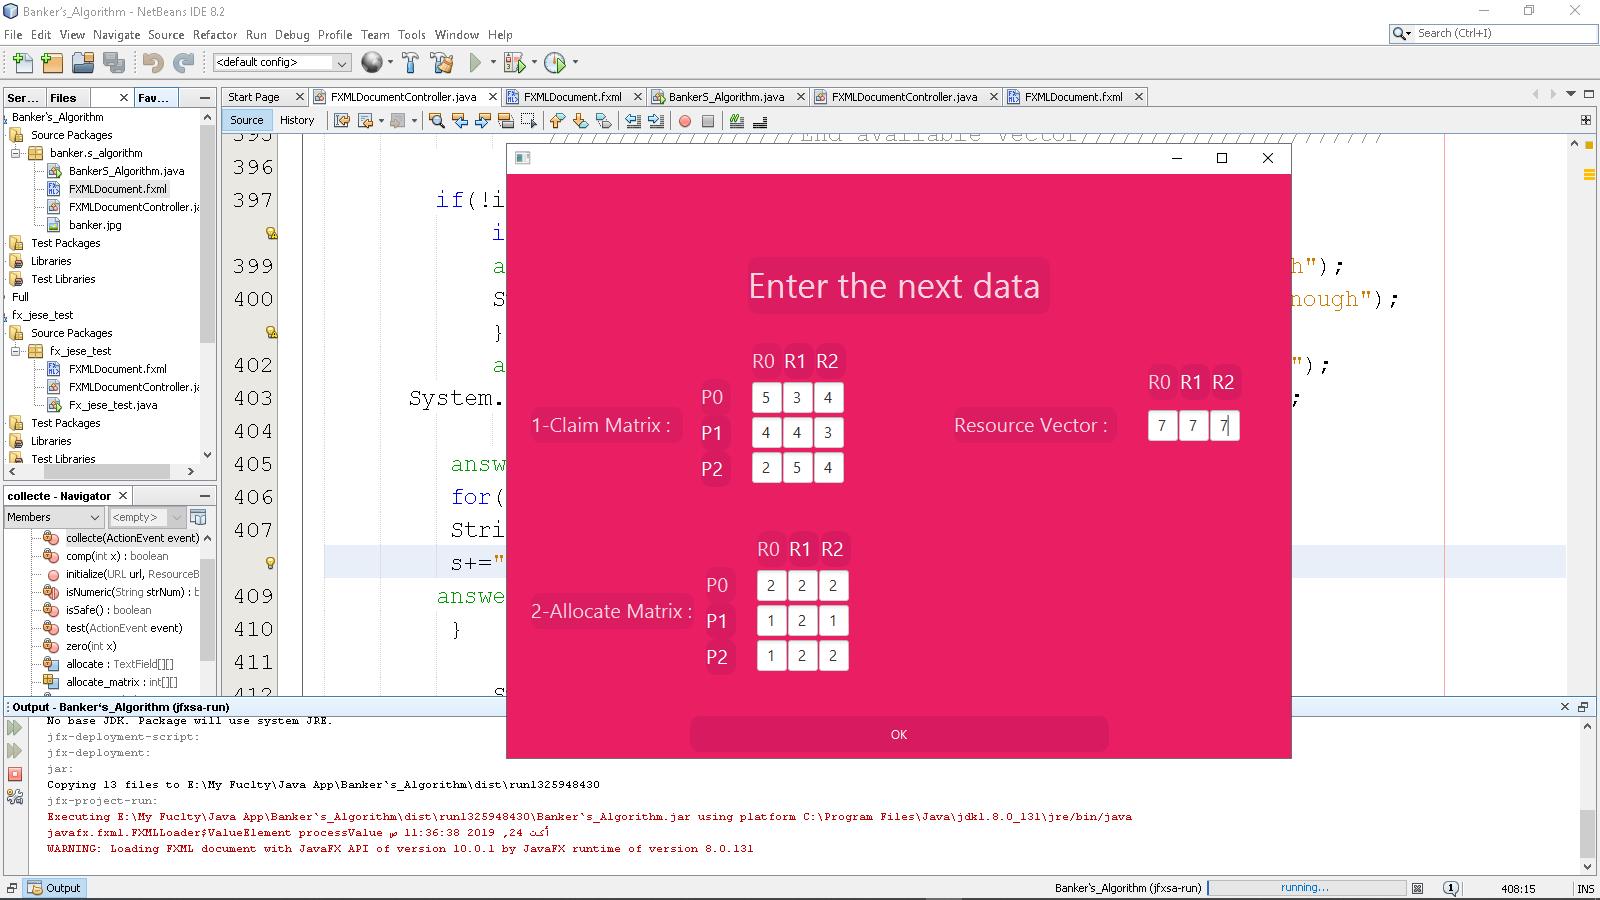 Banker's_Algorithm - NetBeans IDE 8.2
File Edit View Navigate Source Refactor Run Debug Profile Team Tools Window Help
Search (Ctrl+I)
<default config>
Ser... Files Fav...
Start Page FXMLDocumentController.java FXMLDocument.fxml BankerS_Algorithm.java FXMLDocumentController.java FXMLDocument.fxml
Source History
Banker's_Algorithm
Source Packages
banker.s_algorithm
BankerS_Algorithm.java
FXMLDocument.fxml
FXMLDocumentController.ja
banker.jpg
Test Packages
Libraries
Test Libraries
Full
fx_jese_test
Source Packages
fx_jese_test
FXMLDocument.fxml
FXMLDocumentController.ja
Fx_jese_test.java
Test Packages
Libraries
Test Libraries
collecte - Navigator
Members <empty>
collecte(ActionEvent event)
comp(int x) : boolean
initialize(URL url, ResourceB
isNumeric(String strNum) : b
isSafe() : boolean
test(ActionEvent event)
zero(int x)
allocate : TextField[][]
allocate_matrix : int[][]
395 End available vector//////////////////////
396
397 if(!i
i
399 a h");
400 S nough");
}
402 a ");
403 System. ;
404
405 answ
406 for(
407 Stri
s+="
409 answe
410 }
411
412 S
Enter the next data
R0 R1 R2
1-Claim Matrix :
P0 5 3 4
P1 4 4 3
P2 2 5 4
R0 R1 R2
Resource Vector : 7 7 7
R0 R1 R2
2-Allocate Matrix :
P0 2 2 2
P1 1 2 1
P2 1 2 2
OK
Output - Banker's_Algorithm (jfxsa-run)
No base JDK. Package will use system JRE.
jfx-deployment-script:
jfx-deployment:
jar:
Copying 13 files to E:\My Fuclty\Java App\Banker`s_Algorithm\dist\run1325948430
jfx-project-run:
Executing E:\My Fuclty\Java App\Banker`s_Algorithm\dist\run1325948430\Banker`s_Algorithm.jar using platform C:\Program Files\Java\jdk1.8.0_131\jre/bin/java
أكت 24, 2019 11:36:38 ص javafx.fxml.FXMLLoader$ValueElement processValue
WARNING: Loading FXML document with JavaFX API of version 10.0.1 by JavaFX runtime of version 8.0.131
Output
Banker's_Algorithm (jfxsa-run) running... 1 408:15 INS